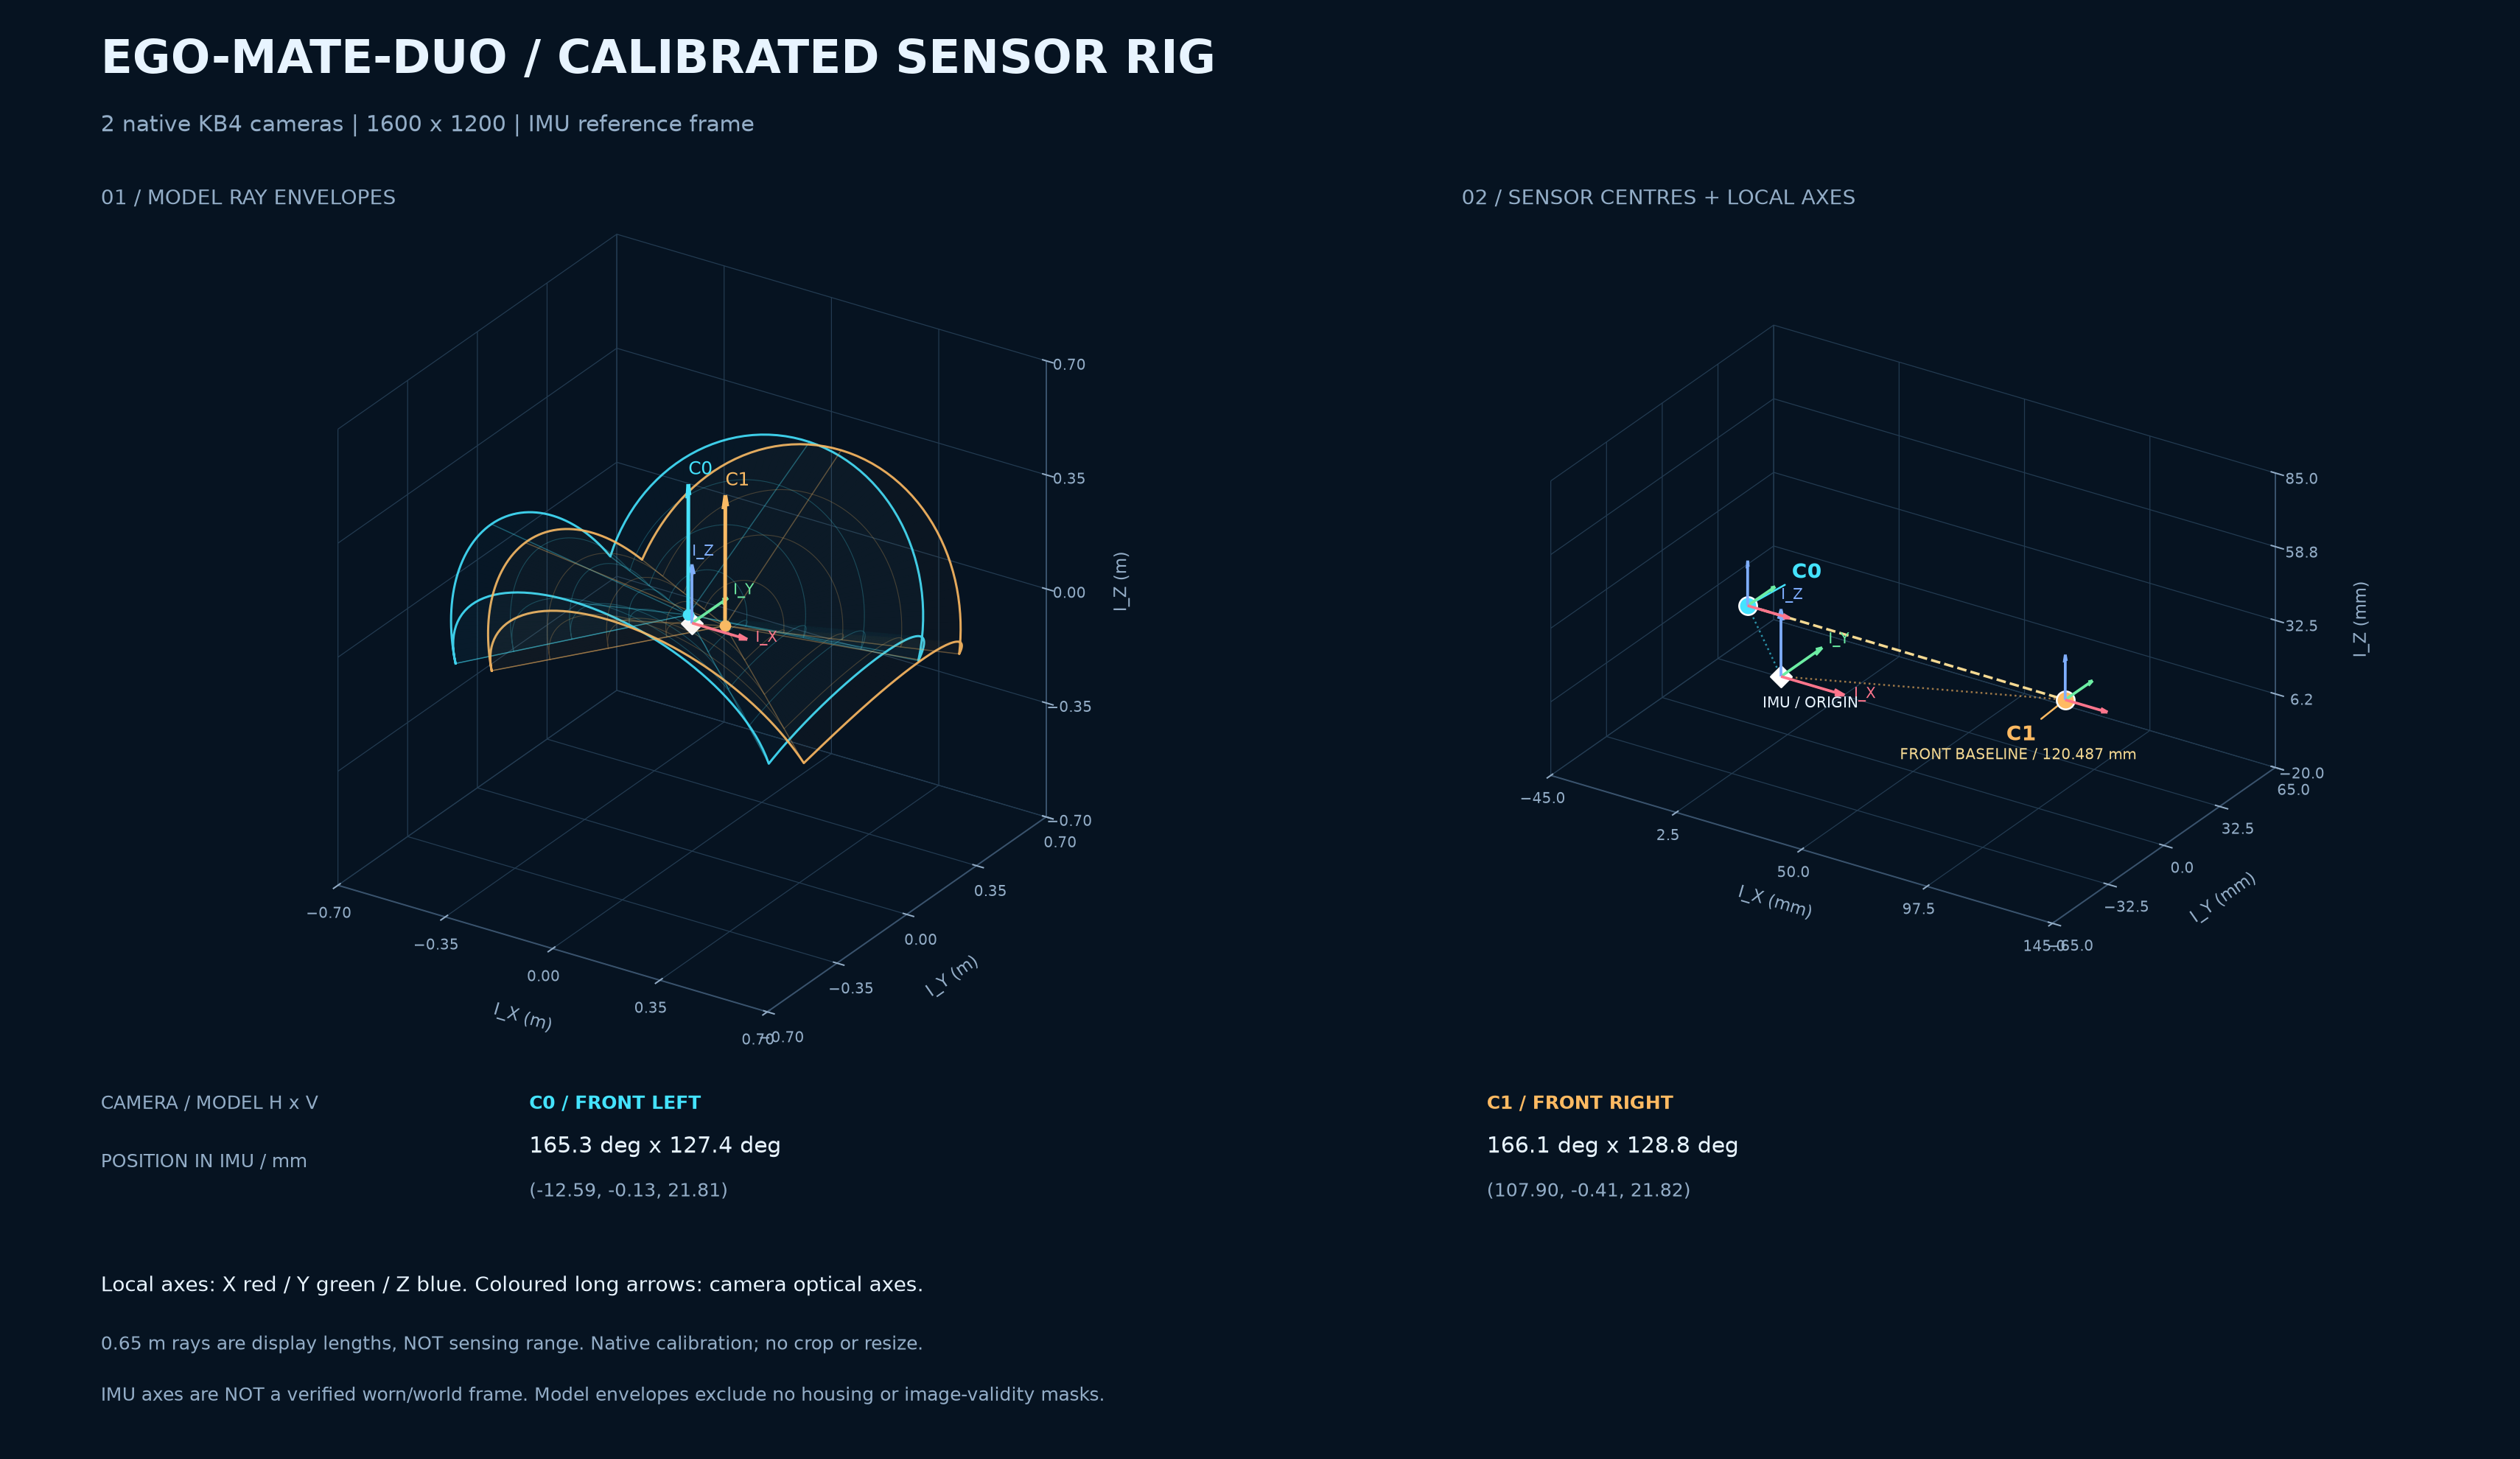 EGO-MATE-DUO / CALIBRATED SENSOR RIG
2 native KB4 cameras | 1600 x 1200 | IMU reference frame
01 / MODEL RAY ENVELOPES
C0
C1
I_Z
I_Y
I_X
0.70
0.35
0.00
−0.35
−0.70
I_Z (m)
0.70
0.35
0.00
−0.35
−0.70
I_Y (m)
−0.70
−0.35
0.00
0.35
0.70
I_X (m)
02 / SENSOR CENTRES + LOCAL AXES
C0
I_Z
I_Y
I_X
IMU / ORIGIN
C1
FRONT BASELINE / 120.487 mm
85.0
58.8
32.5
6.2
−20.0
I_Z (mm)
65.0
32.5
0.0
−32.5
−65.0
I_Y (mm)
−45.0
2.5
50.0
97.5
145.0
I_X (mm)
CAMERA / MODEL H x V
POSITION IN IMU / mm
C0 / FRONT LEFT
165.3 deg x 127.4 deg
(-12.59, -0.13, 21.81)
C1 / FRONT RIGHT
166.1 deg x 128.8 deg
(107.90, -0.41, 21.82)
Local axes: X red / Y green / Z blue. Coloured long arrows: camera optical axes.
0.65 m rays are display lengths, NOT sensing range. Native calibration; no crop or resize.
IMU axes are NOT a verified worn/world frame. Model envelopes exclude no housing or image-validity masks.